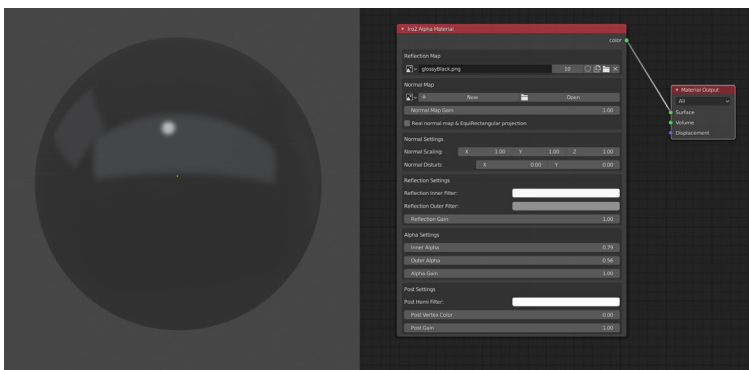 Iro2 Alpha Material
color
Reflection Map
glossyBlack.png 10
Normal Map
New Open
Normal Map Gain 1.00
Real normal map & EquiRectangular projection
Normal Settings
Normal Scaling: X 1.00 Y 1.00 Z 1.00
Normal Disturb: X 0.00 Y 0.00
Reflection Settings
Reflection Inner Filter:
Reflection Outer Filter:
Reflection Gain 1.00
Alpha Settings
Inner Alpha 0.79
Outer Alpha 0.56
Alpha Gain 1.00
Post Settings
Post Hemi Filter:
Post Vertex Color 0.00
Post Gain 1.00
Material Output
All
Surface
Volume
Displacement